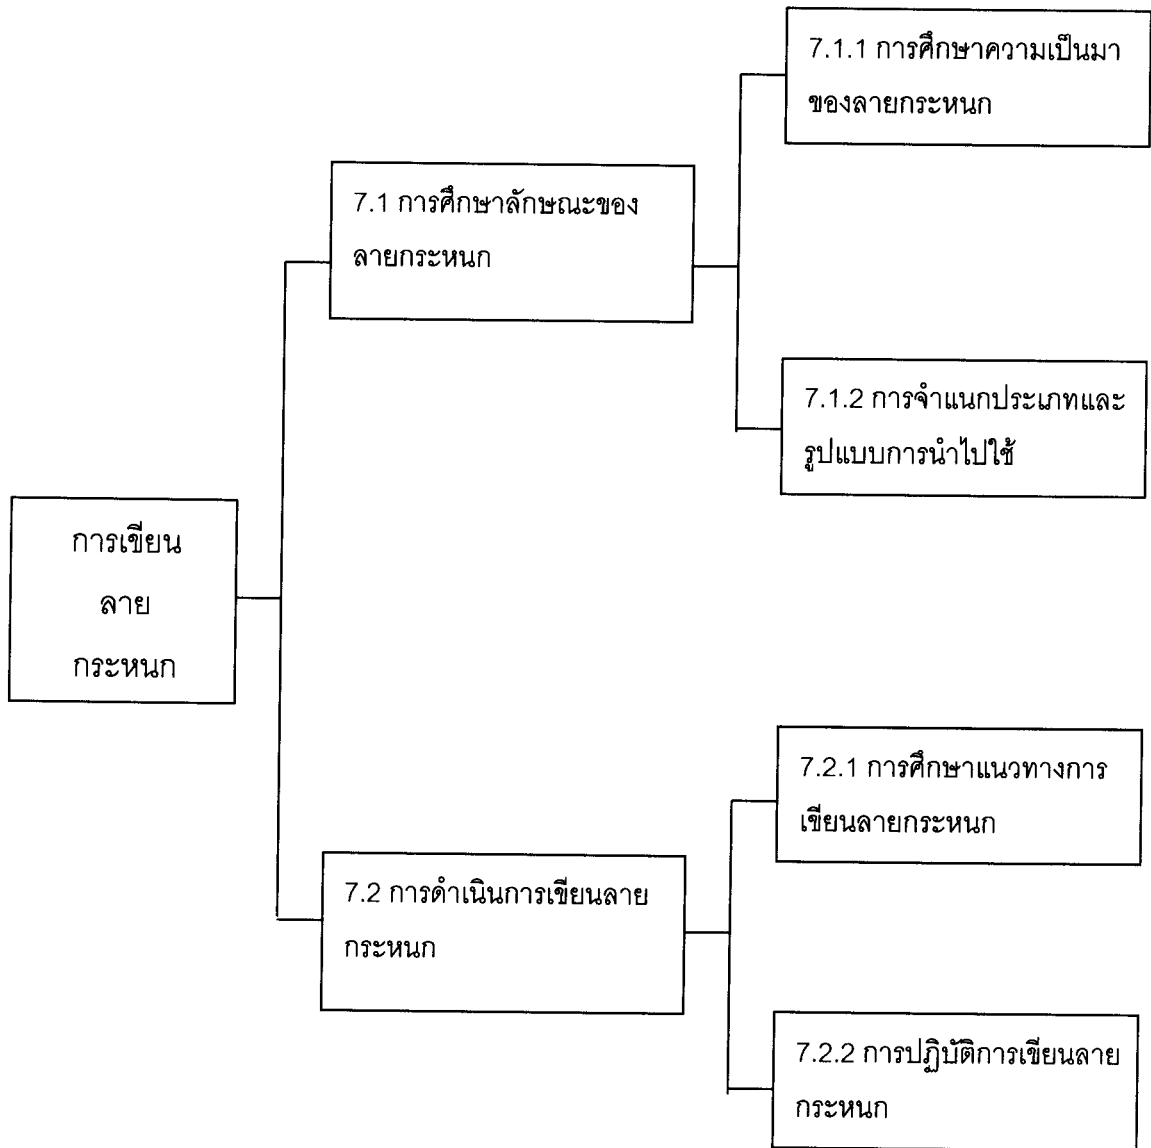 การเขียน
ลาย
กระหนก
7.1 การศึกษาลักษณะของ
ลายกระหนก
7.1.1 การศึกษาความเป็นมา
ของลายกระหนก
7.1.2 การจำแนกประเภทและ
รูปแบบการนำไปใช้
7.2 การดำเนินการเขียนลาย
กระหนก
7.2.1 การศึกษาแนวทางการ
เขียนลายกระหนก
7.2.2 การปฏิบัติการเขียนลาย
กระหนก